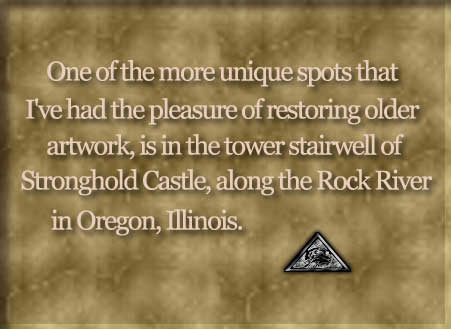 One of the more unique spots that
I've had the pleasure of restoring older
artwork, is in the tower stairwell of
Stronghold Castle, along the Rock River
in Oregon, Illinois.